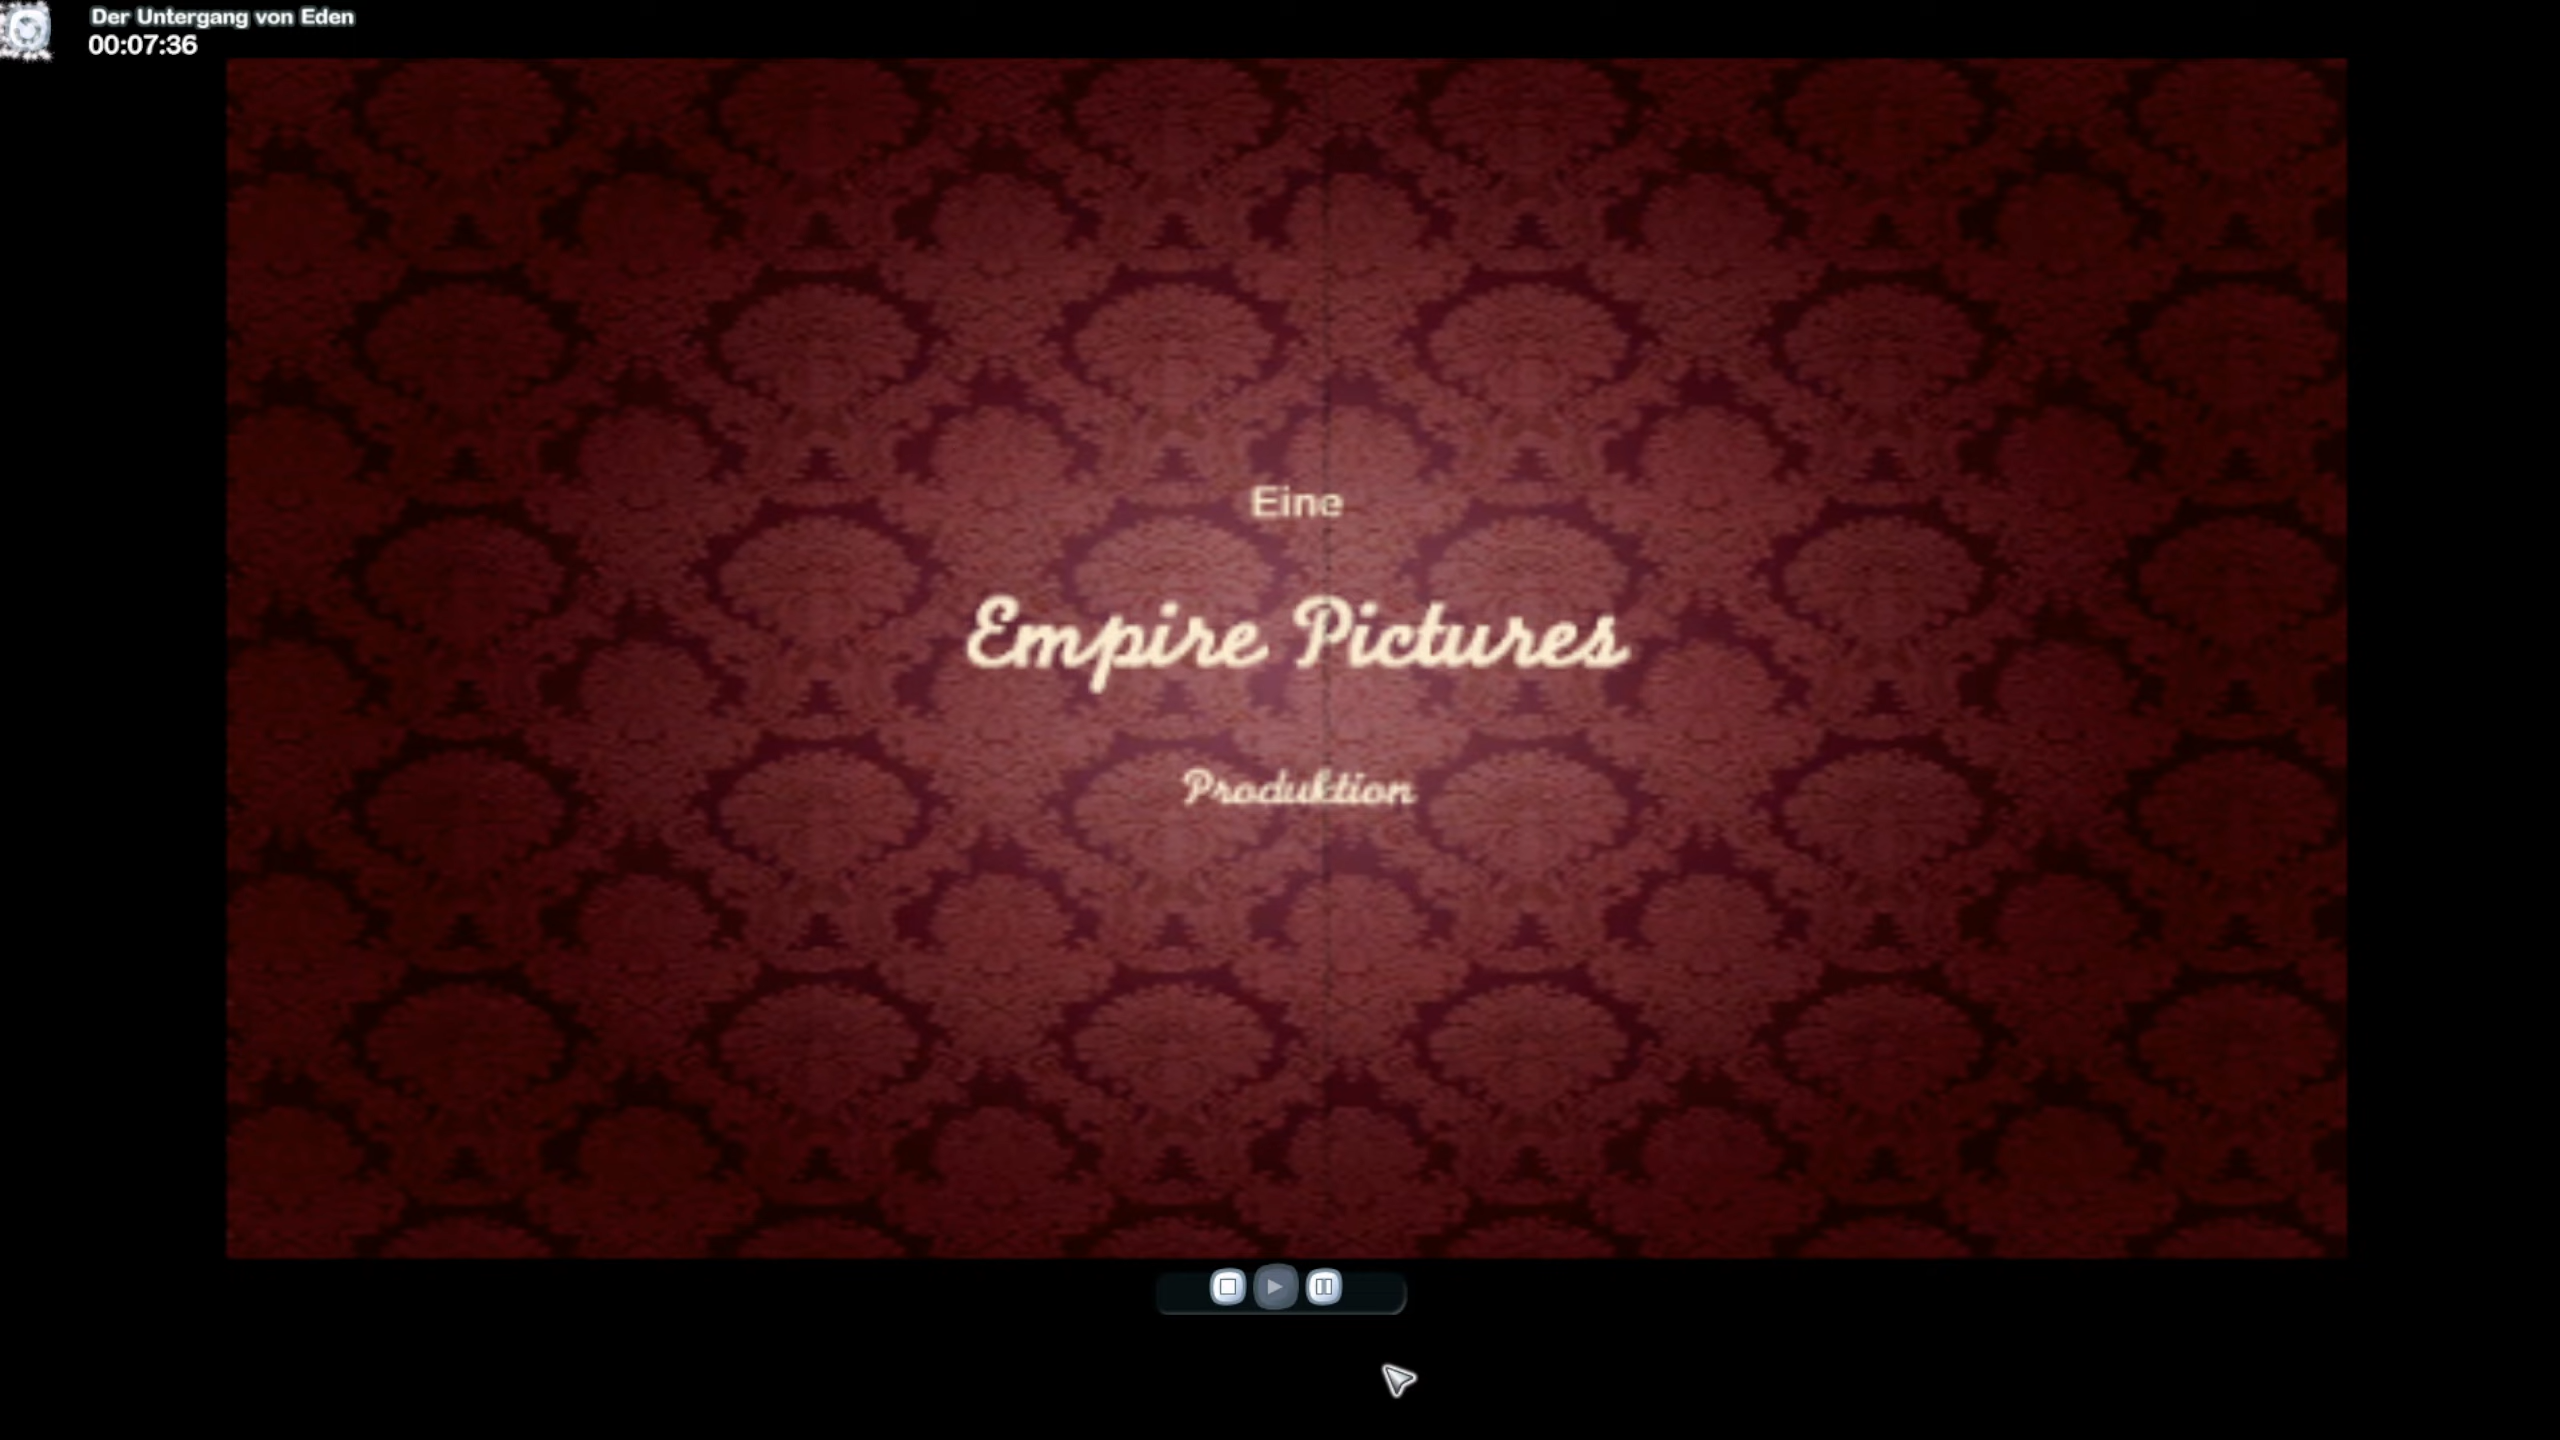 Der Untergang von Eden
00:07:36
Eine
Empire Pictures
Produktion